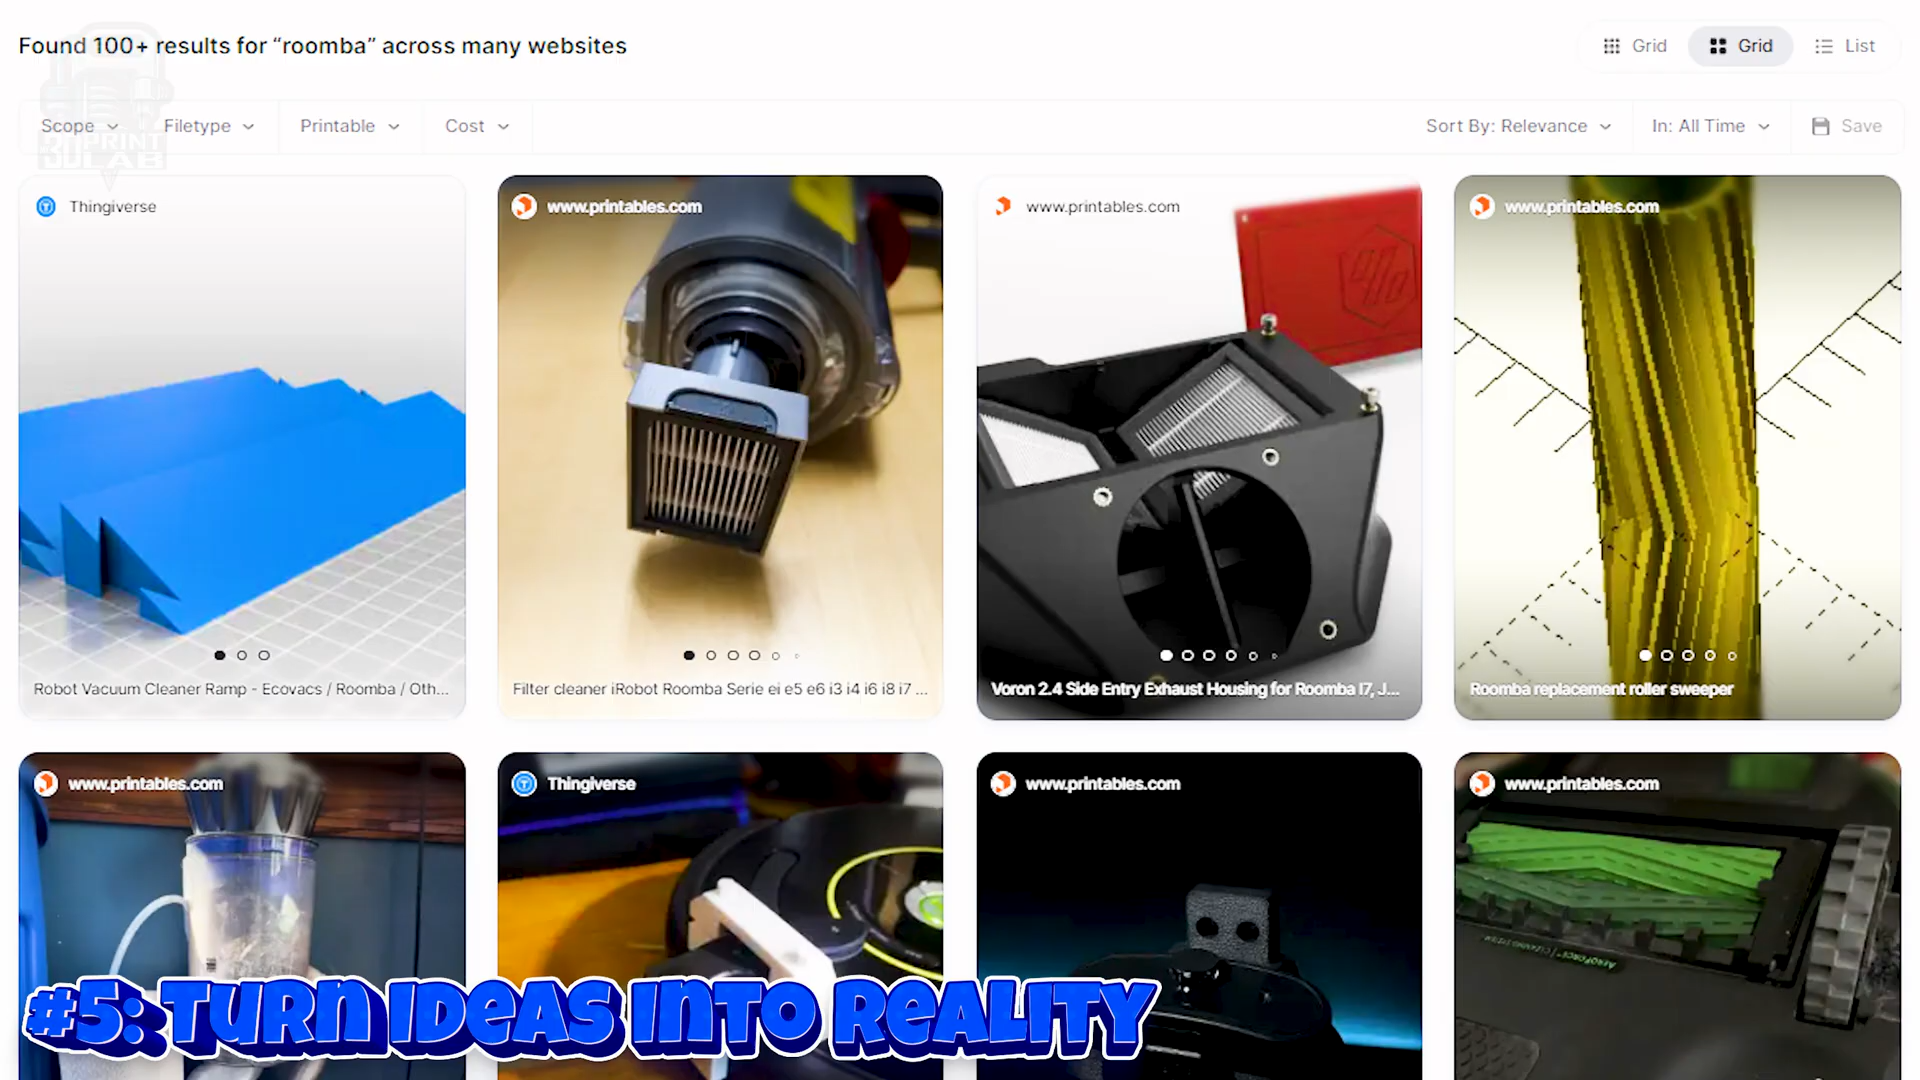 Found 100+ results for “roomba” across many websites
Grid
Grid
List
3D PRINT
LAB
Scope
Filetype
Printable
Cost
Sort By: Relevance
In: All Time
Save
Thingiverse
www.printables.com
www.printables.com
www.printables.com
Robot Vacuum Cleaner Ramp - Ecovacs / Roomba / Oth...
Filter cleaner iRobot Roomba Serie ei e5 e6 i3 i4 i6 i8 i7 ...
Voron 2.4 Side Entry Exhaust Housing for Roomba I7, J...
Roomba replacement roller sweeper
www.printables.com
Thingiverse
www.printables.com
www.printables.com
AEROFORCE
#5: Turn Ideas Into Reality